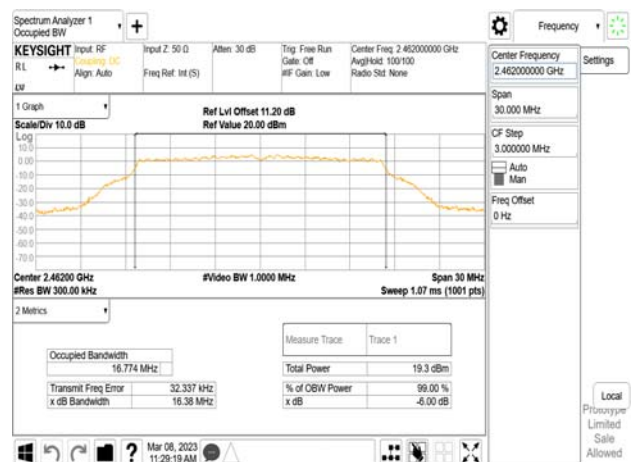 Spectrum Analyzer 1
Occupied BW
Frequency
KEYSIGHT Input: RF
Coupling: DC
Align: Auto
RL
Input Z: 50 Ω
Freq Ref: Int (S)
Atten: 30 dB
Trig: Free Run
Gate: Off
#IF Gain: Low
Center Freq: 2.462000000 GHz
Avg|Hold: 100/100
Radio Std: None
1 Graph
Scale/Div 10.0 dB
Ref Lvl Offset 11.20 dB
Ref Value 20.00 dBm
Log
10.0
0.00
-10.0
-20.0
-30.0
-40.0
-50.0
-60.0
-70.0
Center 2.46200 GHz
#Res BW 300.00 kHz
#Video BW 1.0000 MHz
Span 30 MHz
Sweep 1.07 ms (1001 pts)
2 Metrics
Measure Trace Trace 1
Occupied Bandwidth
16.774 MHz
Total Power 19.3 dBm
Transmit Freq Error 32.337 kHz
% of OBW Power 99.00 %
x dB Bandwidth 16.38 MHz
x dB -6.00 dB
Mar 08, 2023
11:29:19 AM
Center Frequency
2.462000000 GHz
Settings
Span
30.000 MHz
CF Step
3.000000 MHz
Auto
Man
Freq Offset
0 Hz
Local
Prototype
Limited
Sale
Allowed